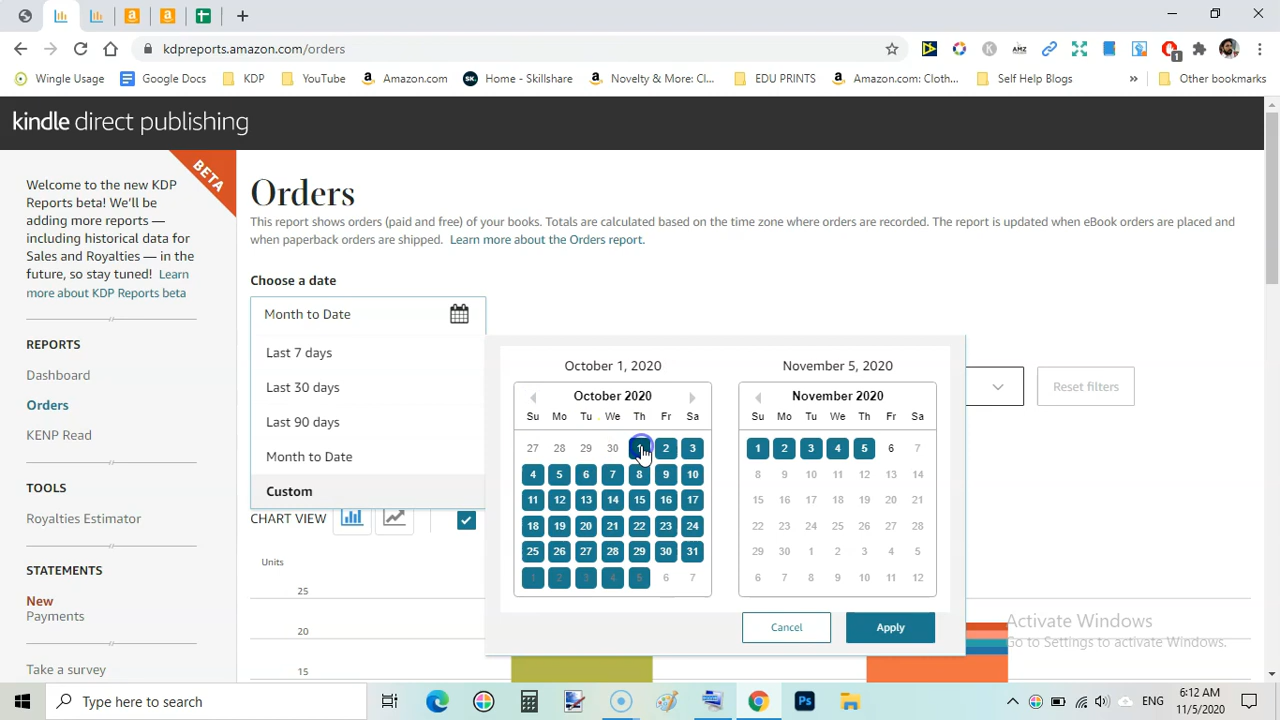 kdpreports.amazon.com/orders
1
Wingle Usage
Google Docs
KDP
YouTube
Amazon.com
Home - Skillshare
Novelty & More: Cl...
EDU PRINTS
Amazon.com: Cloth...
Self Help Books
»
Other bookmarks
kindle direct publishing
BETA
Welcome to the new KDP
Reports beta! We'll be
adding more reports —
including historical data for
Sales and Royalties — in the
future, so stay tuned! Learn
more about KDP Reports beta
REPORTS
Dashboard
Orders
KENP Read
TOOLS
Royalties Estimator
STATEMENTS
New
Payments
Take a survey
Orders
This report shows orders (paid and free) of your books. Totals are calculated based on the time zone where orders are recorded. The report is updated when eBook orders are placed and
when paperback orders are shipped. Learn more about the Orders report.
Choose a date
Month to Date
Last 7 days
Last 30 days
Last 90 days
Month to Date
Custom
Reset filters
October 1, 2020
October 2020
Su Mo Tu We Th Fr Sa
27 28 29 30 1 2 3
4 5 6 7 8 9 10
11 12 13 14 15 16 17
18 19 20 21 22 23 24
25 26 27 28 29 30 31
1 2 3 4 5 6 7
November 5, 2020
November 2020
Su Mo Tu We Th Fr Sa
1 2 3 4 5 6 7
8 9 10 11 12 13 14
15 16 17 18 19 20 21
22 23 24 25 26 27 28
29 30 1 2 3 4 5
6 7 8 9 10 11 12
Cancel
Apply
CHART VIEW
Units
25
20
15
Activate Windows
Go to Settings to activate Windows.
Type here to search
ENG
6:12 AM
11/5/2020